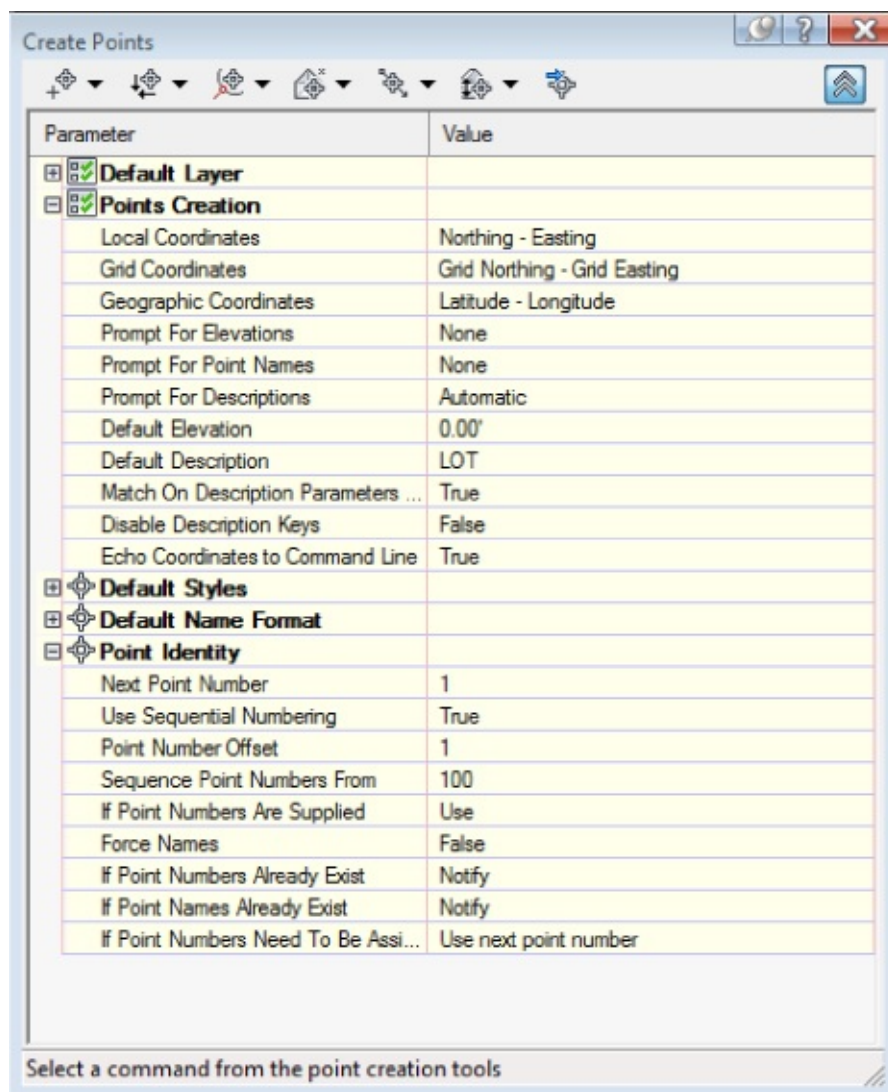 Create Points
Parameter Value
Default Layer
Points Creation
Local Coordinates Northing - Easting
Grid Coordinates Grid Northing - Grid Easting
Geographic Coordinates Latitude - Longitude
Prompt For Elevations None
Prompt For Point Names None
Prompt For Descriptions Automatic
Default Elevation 0.00'
Default Description LOT
Match On Description Parameters ... True
Disable Description Keys False
Echo Coordinates to Command Line True
Default Styles
Default Name Format
Point Identity
Next Point Number 1
Use Sequential Numbering True
Point Number Offset 1
Sequence Point Numbers From 100
If Point Numbers Are Supplied Use
Force Names False
If Point Numbers Already Exist Notify
If Point Names Already Exist Notify
If Point Numbers Need To Be Assi... Use next point number
Select a command from the point creation tools